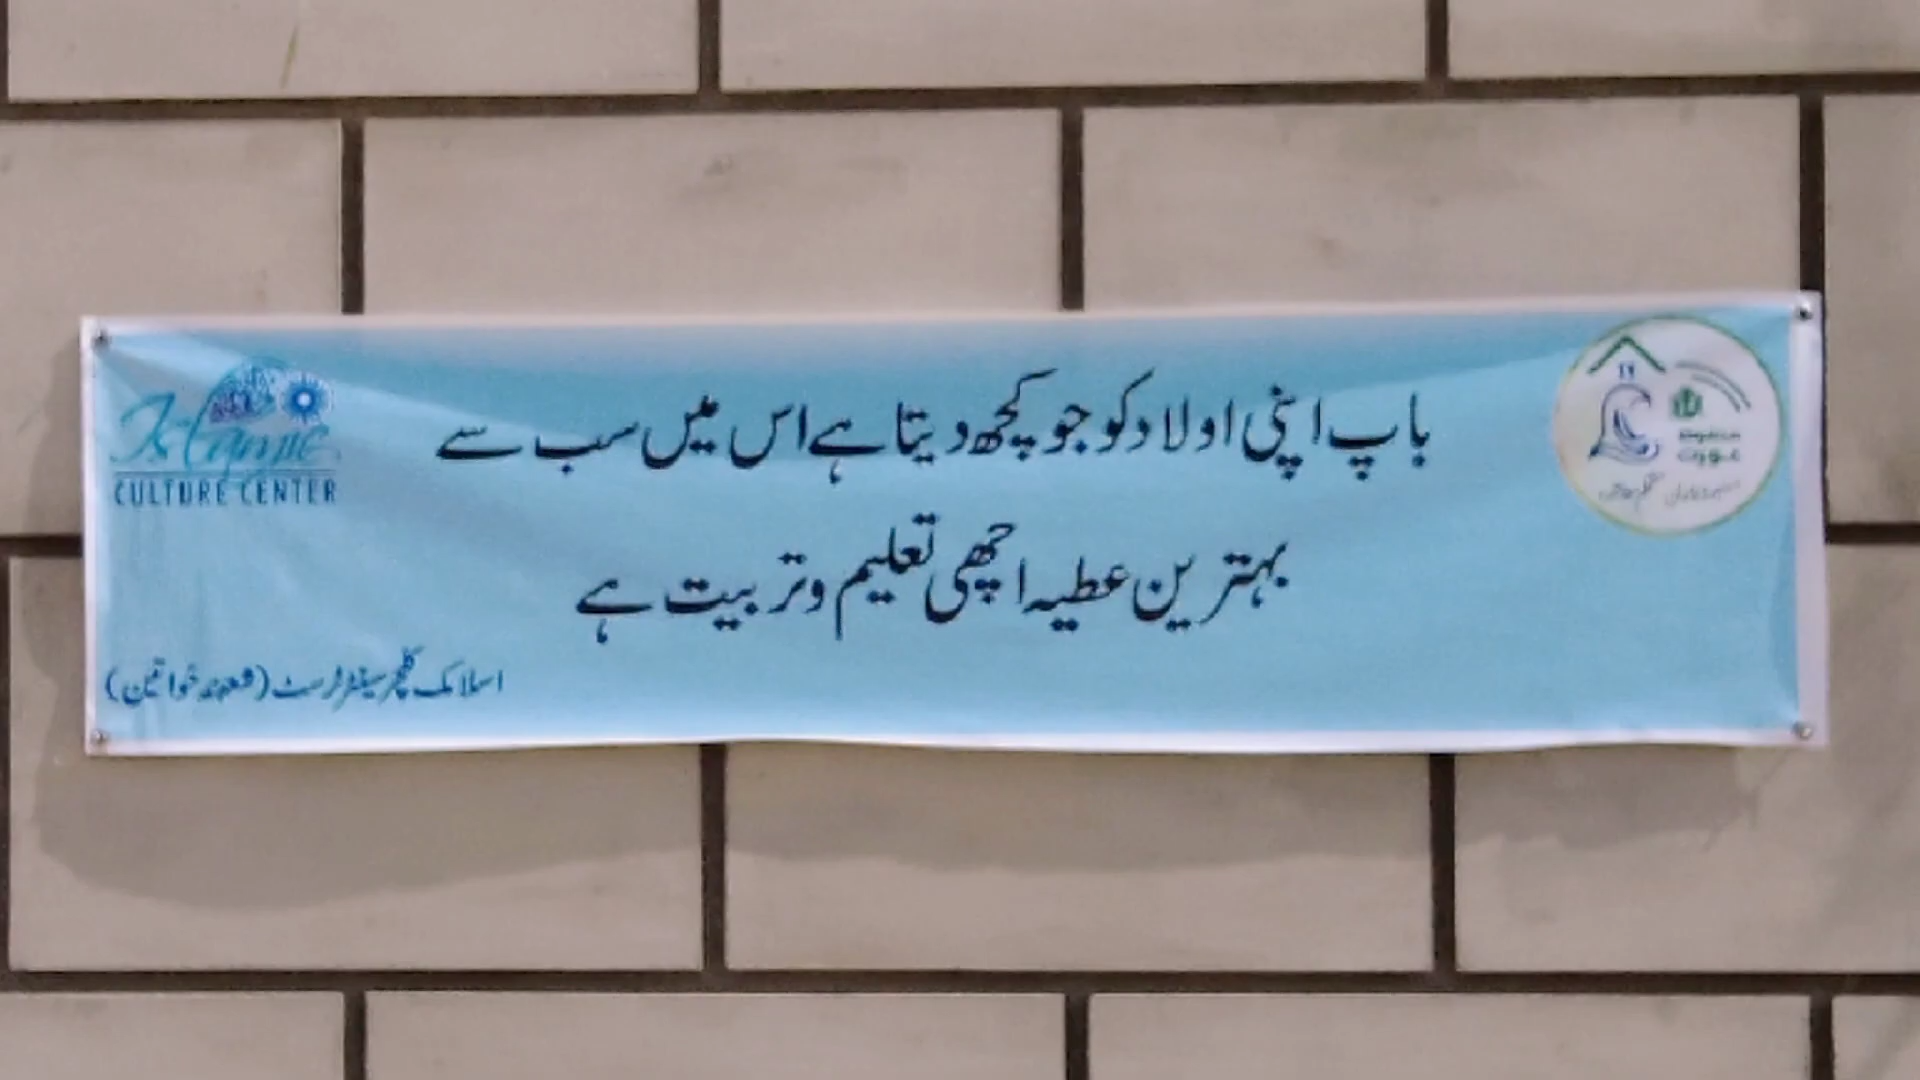 باپ اپنی اولاد کو جو کچھ دیتا ہے اس میں سب سے
بہترین عطیہ اچھی تعلیم و تربیت ہے
اسلامک کلچر سینٹر ٹرسٹ (شعبہ خواتین)
Islamic
CULTURE CENTER